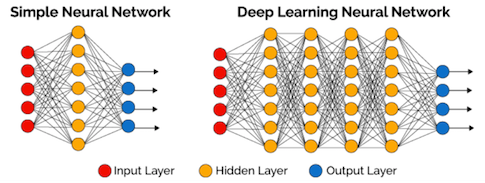 Simple Neural Network
Deep Learning Neural Network
Input Layer
Hidden Layer
Output Layer